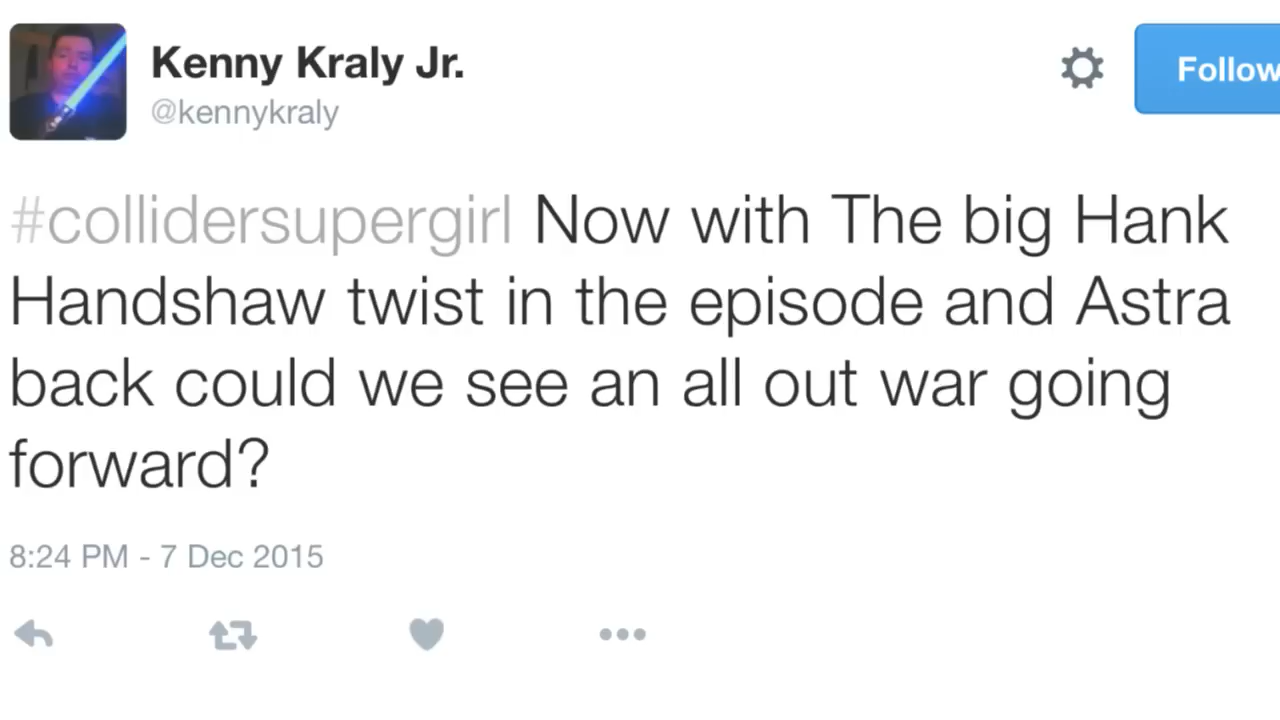 Kenny Kraly Jr.
@kennykraly
Follow
#collidersupergirl Now with The big Hank
Handshaw twist in the episode and Astra
back could we see an all out war going
forward?
8:24 PM - 7 Dec 2015